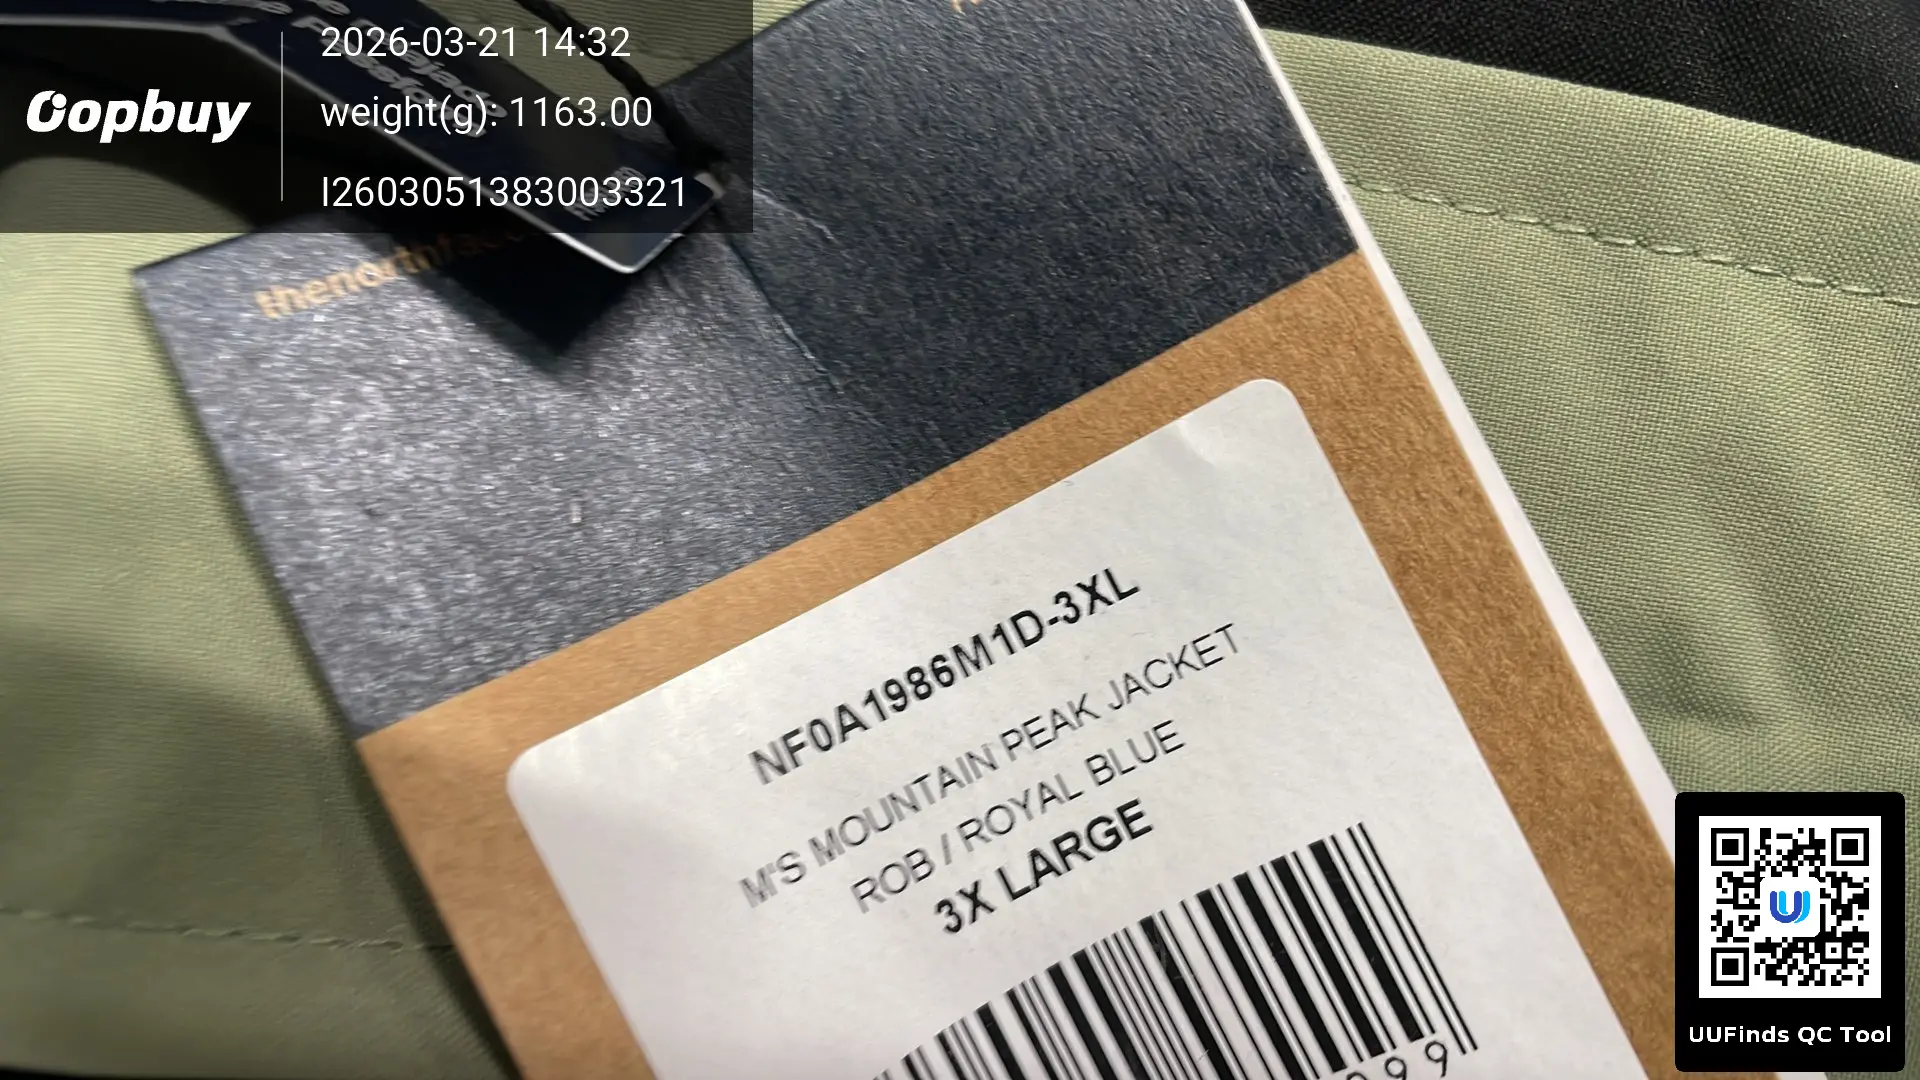 Oopbuy
2026-03-21 14:32
weight(g): 1163.00
I2603051383003321
thenorthface
NF0A1986M1D-3XL
M'S MOUNTAIN PEAK JACKET
ROB / ROYAL BLUE
3X LARGE
99
UUFinds QC Tool